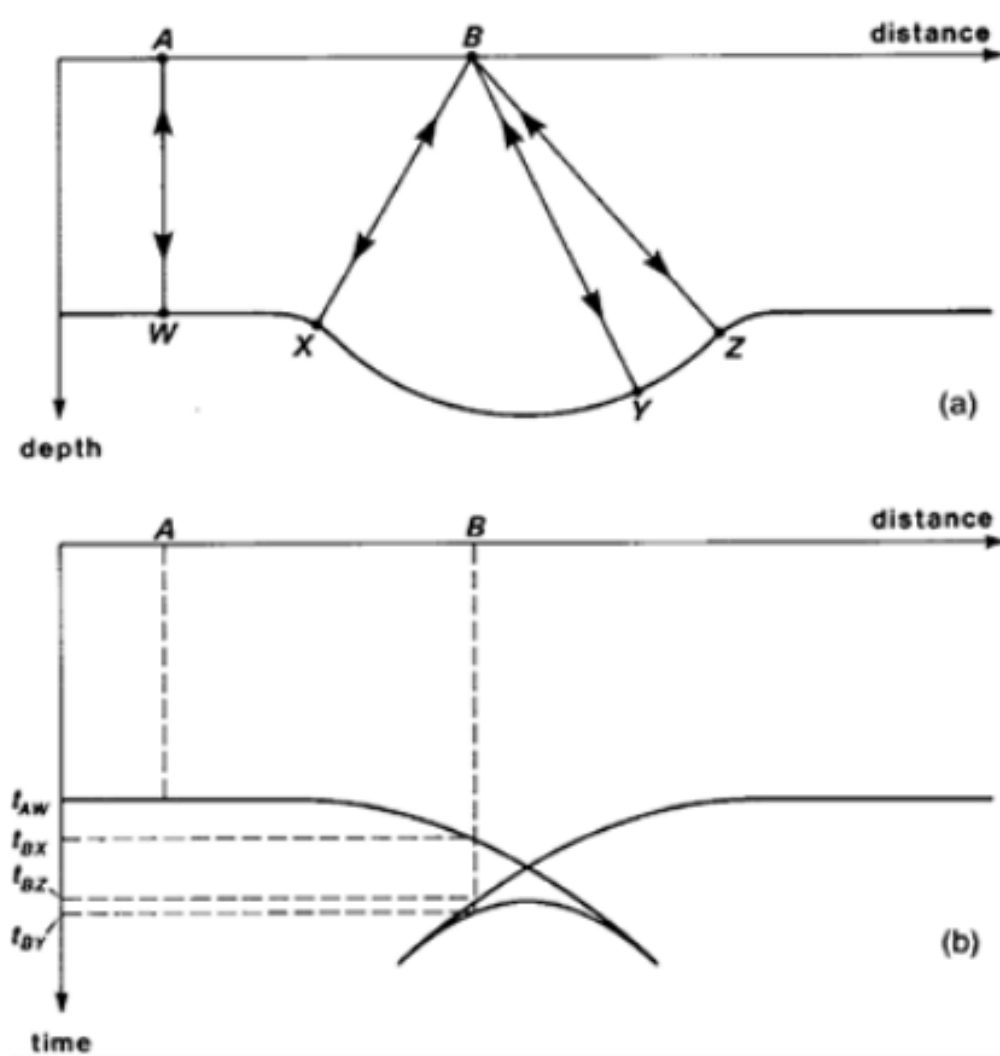 A B distance
W X Y Z
(a)
depth
A B distance
t_AW
t_BX
t_BZ
t_BY
(b)
time